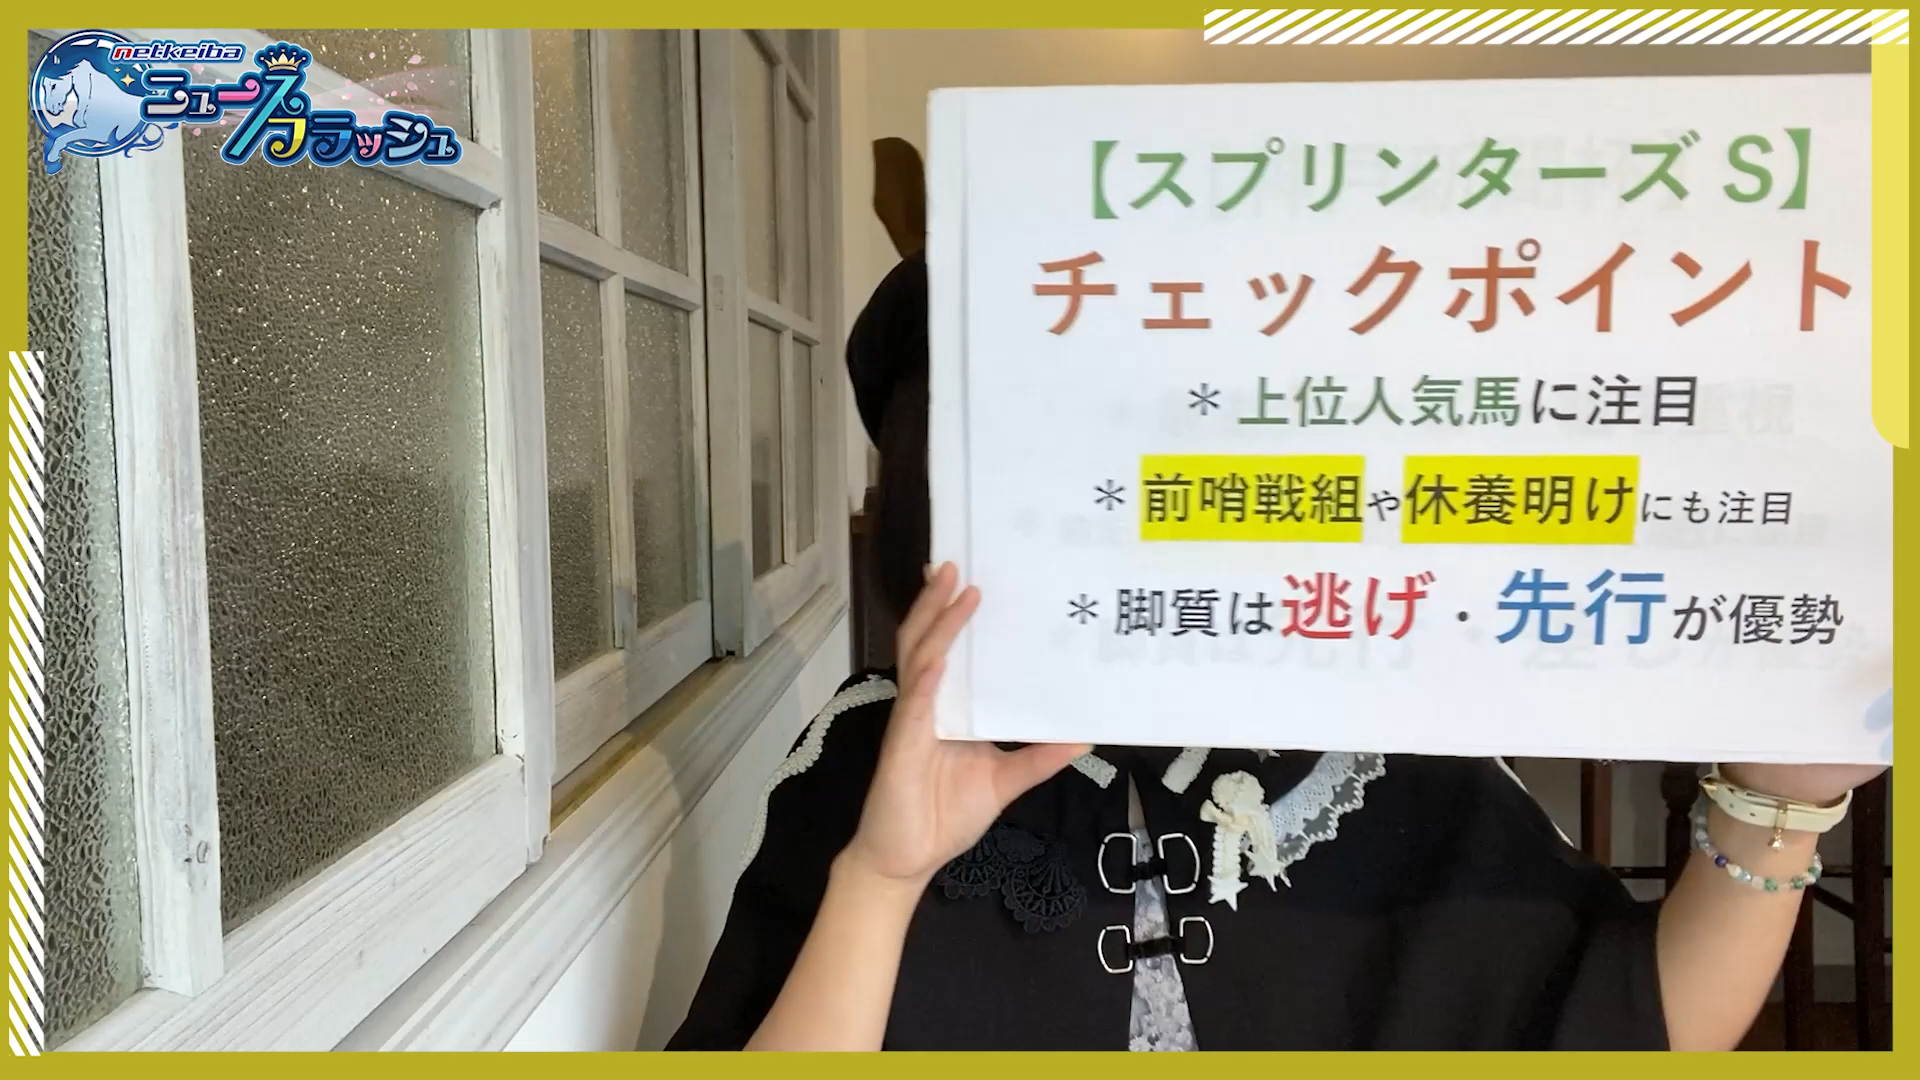 netkeiba
ニュースフラッシュ
【スプリンターズS】
チェックポイント
＊上位人気馬に注目
＊前哨戦組や休養明けにも注目
＊脚質は逃げ・先行が優勢